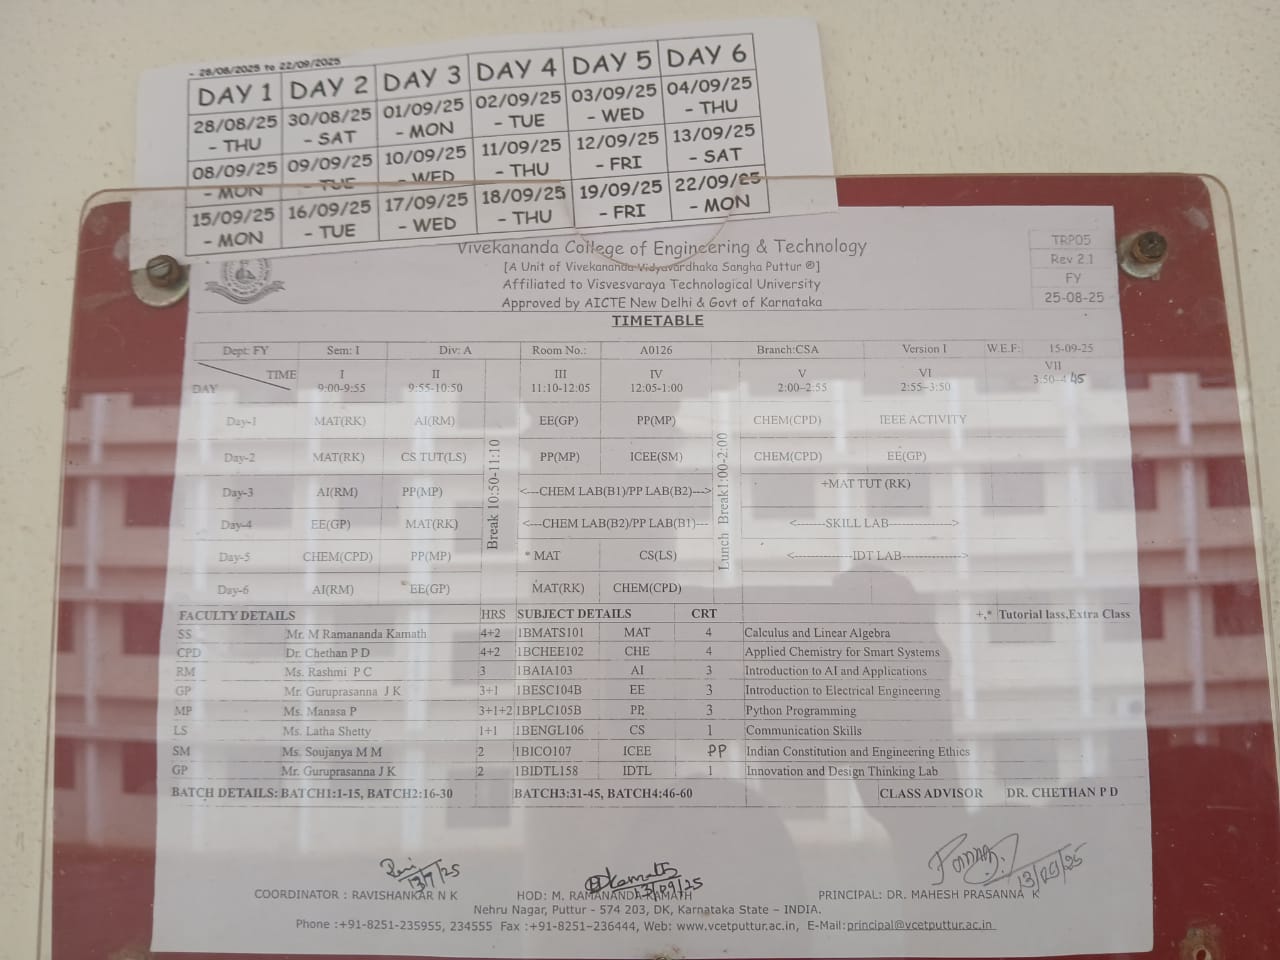 - 28/08/2025 to 22/09/2025
DAY 1 DAY 2 DAY 3 DAY 4 DAY 5 DAY 6
28/08/25 - THU 30/08/25 - SAT 01/09/25 - MON 02/09/25 - TUE 03/09/25 - WED 04/09/25 - THU
08/09/25 - MON 09/09/25 - TUE 10/09/25 - WED 11/09/25 - THU 12/09/25 - FRI 13/09/25 - SAT
15/09/25 - MON 16/09/25 - TUE 17/09/25 - WED 18/09/25 - THU 19/09/25 - FRI 22/09/25 - MON
Vivekananda College of Engineering & Technology
[A Unit of Vivekananda Vidyavardhaka Sangha Puttur ®]
Affiliated to Visvesvaraya Technological University
Approved by AICTE New Delhi & Govt of Karnataka
TRP05
Rev 2.1
FY
25-08-25
TIMETABLE
Dept: FY Sem: I Div: A Room No.: A0126 Branch:CSA Version I W.E.F: 15-09-25
TIME I II III IV V VI VII
DAY 9:00-9:55 9:55-10:50 11:10-12:05 12:05-1:00 2:00-2:55 2:55-3:50 3:50-4:45
Break 10:50-11:10
Lunch Break1:00-2:00
Day-1 MAT(RK) AI(RM) EE(GP) PP(MP) CHEM(CPD) IEEE ACTIVITY
Day-2 MAT(RK) CS TUT(LS) PP(MP) ICEE(SM) CHEM(CPD) EE(GP)
Day-3 AI(RM) PP(MP) <---CHEM LAB(B1)/PP LAB(B2)---> +MAT TUT (RK)
Day-4 EE(GP) MAT(RK) <---CHEM LAB(B2)/PP LAB(B1)--- <-------SKILL LAB-------------->
Day-5 CHEM(CPD) PP(MP) * MAT CS(LS) <--------------IDT LAB--------------->
Day-6 AI(RM) *EE(GP) MAT(RK) CHEM(CPD)
FACULTY DETAILS HRS SUBJECT DETAILS CRT +,* Tutorial lass,Extra Class
SS Mr. M Ramananda Kamath 4+2 1BMATS101 MAT 4 Calculus and Linear Algebra
CPD Dr. Chethan P D 4+2 1BCHEE102 CHE 4 Applied Chemistry for Smart Systems
RM Ms. Rashmi P C 3 1BAIA103 AI 3 Introduction to AI and Applications
GP Mr. Guruprasanna J K 3+1 1BESC104B EE 3 Introduction to Electrical Engineering
MP Ms. Manasa P 3+1+2 1BPLC105B PP 3 Python Programming
LS Ms. Latha Shetty 1+1 1BENGL106 CS 1 Communication Skills
SM Ms. Soujanya M M 2 1BICO107 ICEE PP Indian Constitution and Engineering Ethics
GP Mr. Guruprasanna J K 2 1BIDTL158 IDTL 1 Innovation and Design Thinking Lab
BATCH DETAILS: BATCH1:1-15, BATCH2:16-30 BATCH3:31-45, BATCH4:46-60 CLASS ADVISOR DR. CHETHAN P D
13/09/25 13/09/25
COORDINATOR : RAVISHANKAR N K HOD: M. RAMANANDA KAMATH PRINCIPAL: DR. MAHESH PRASANNA K
Nehru Nagar, Puttur - 574 203, DK, Karnataka State – INDIA.
Phone :+91-8251-235955, 234555 Fax :+91-8251-236444, Web: www.vcetputtur.ac.in, E-Mail:principal@vcetputtur.ac.in